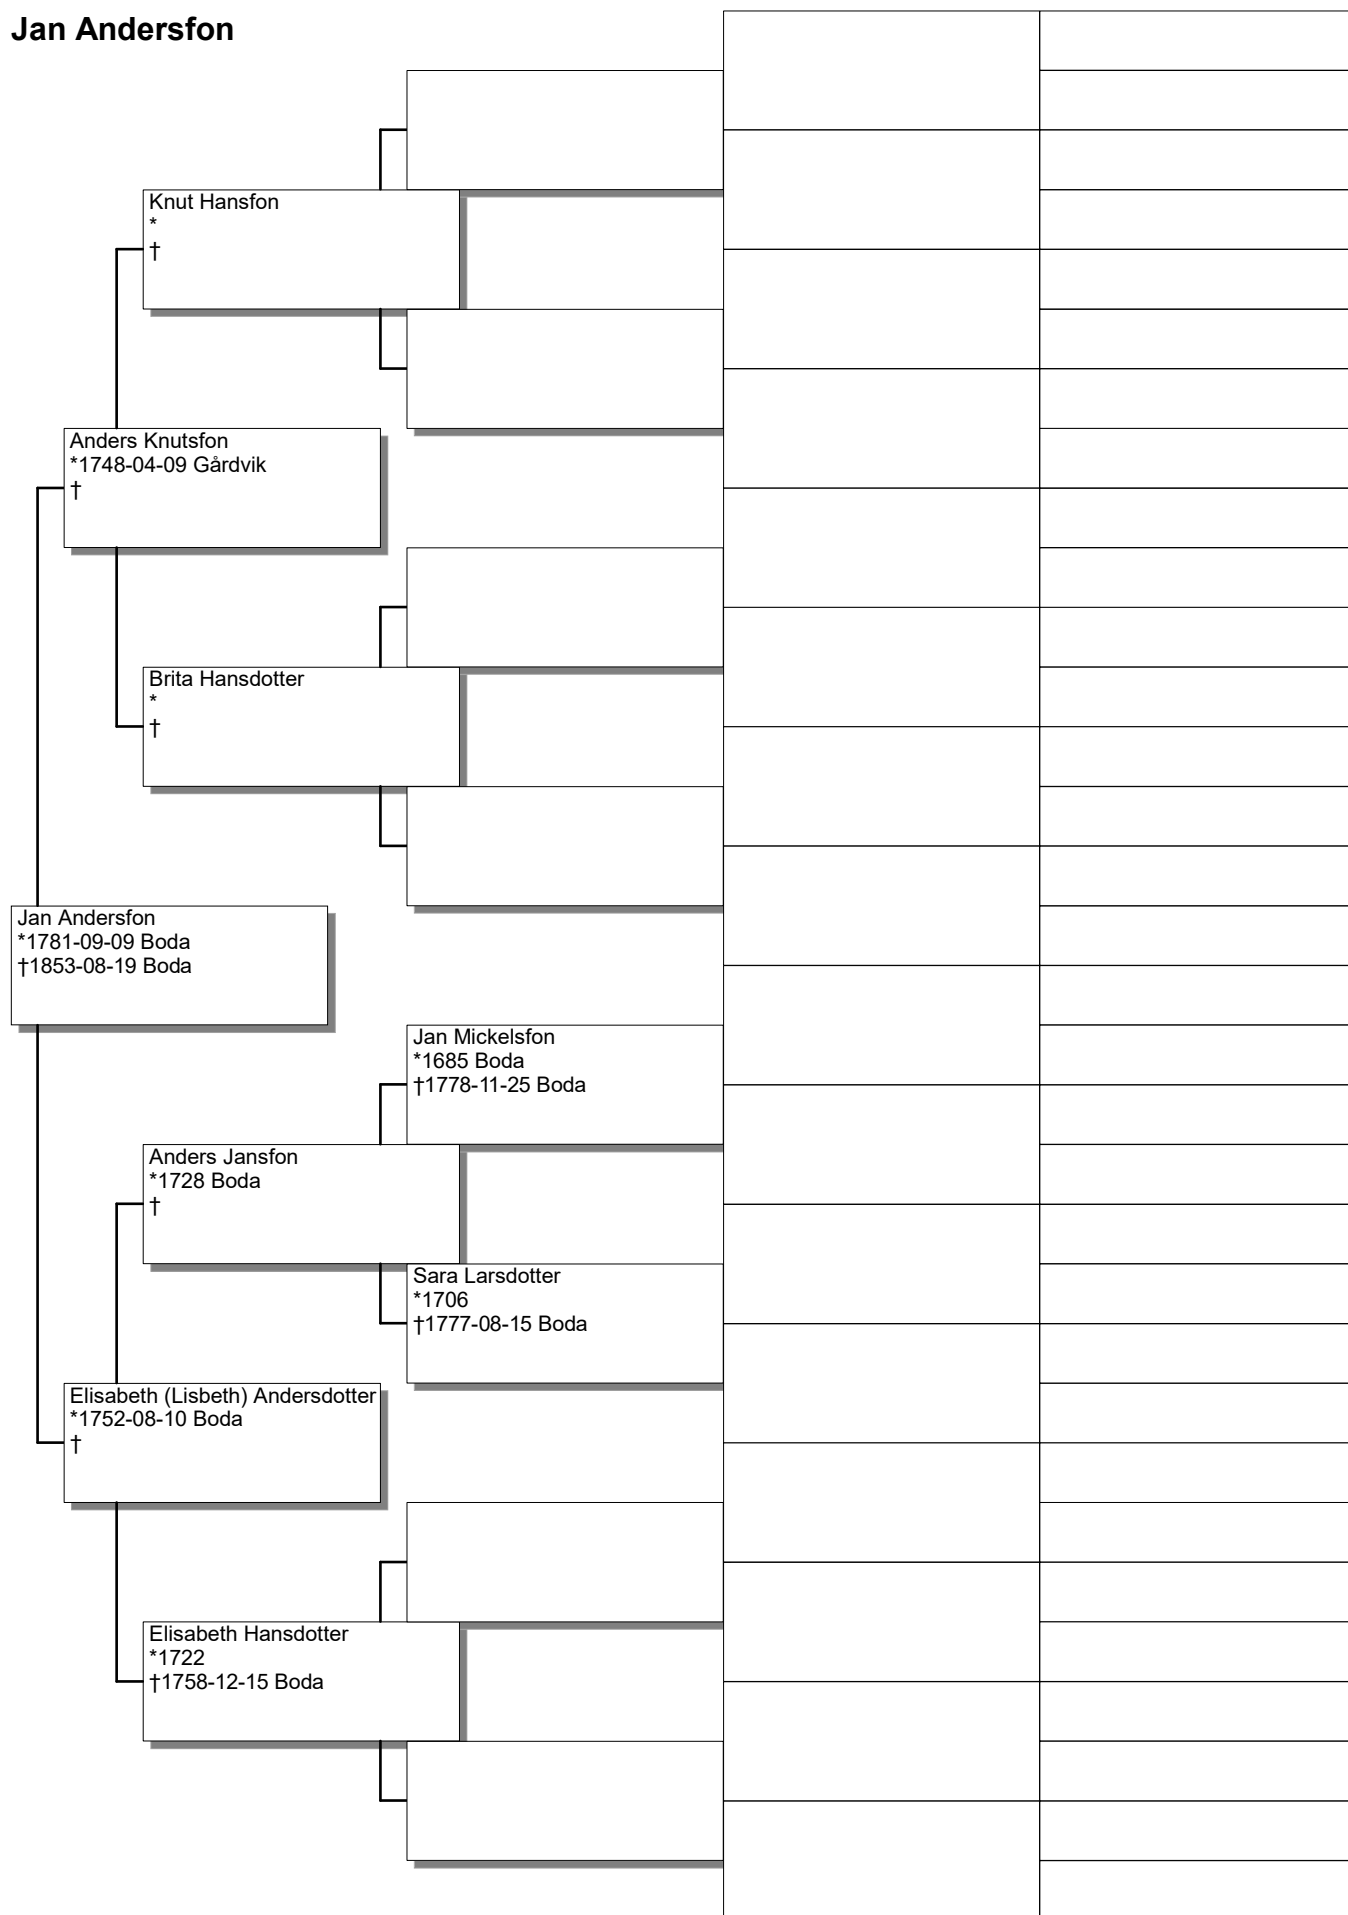 Jan Andersfon
Knut Hansfon
*
†
Anders Knutsfon
*1748-04-09 Gårdvik
†
Brita Hansdotter
*
†
Jan Andersfon
*1781-09-09 Boda
†1853-08-19 Boda
Jan Mickelsfon
*1685 Boda
†1778-11-25 Boda
Anders Jansfon
*1728 Boda
†
Sara Larsdotter
*1706
†1777-08-15 Boda
Elisabeth (Lisbeth) Andersdotter
*1752-08-10 Boda
†
Elisabeth Hansdotter
*1722
†1758-12-15 Boda